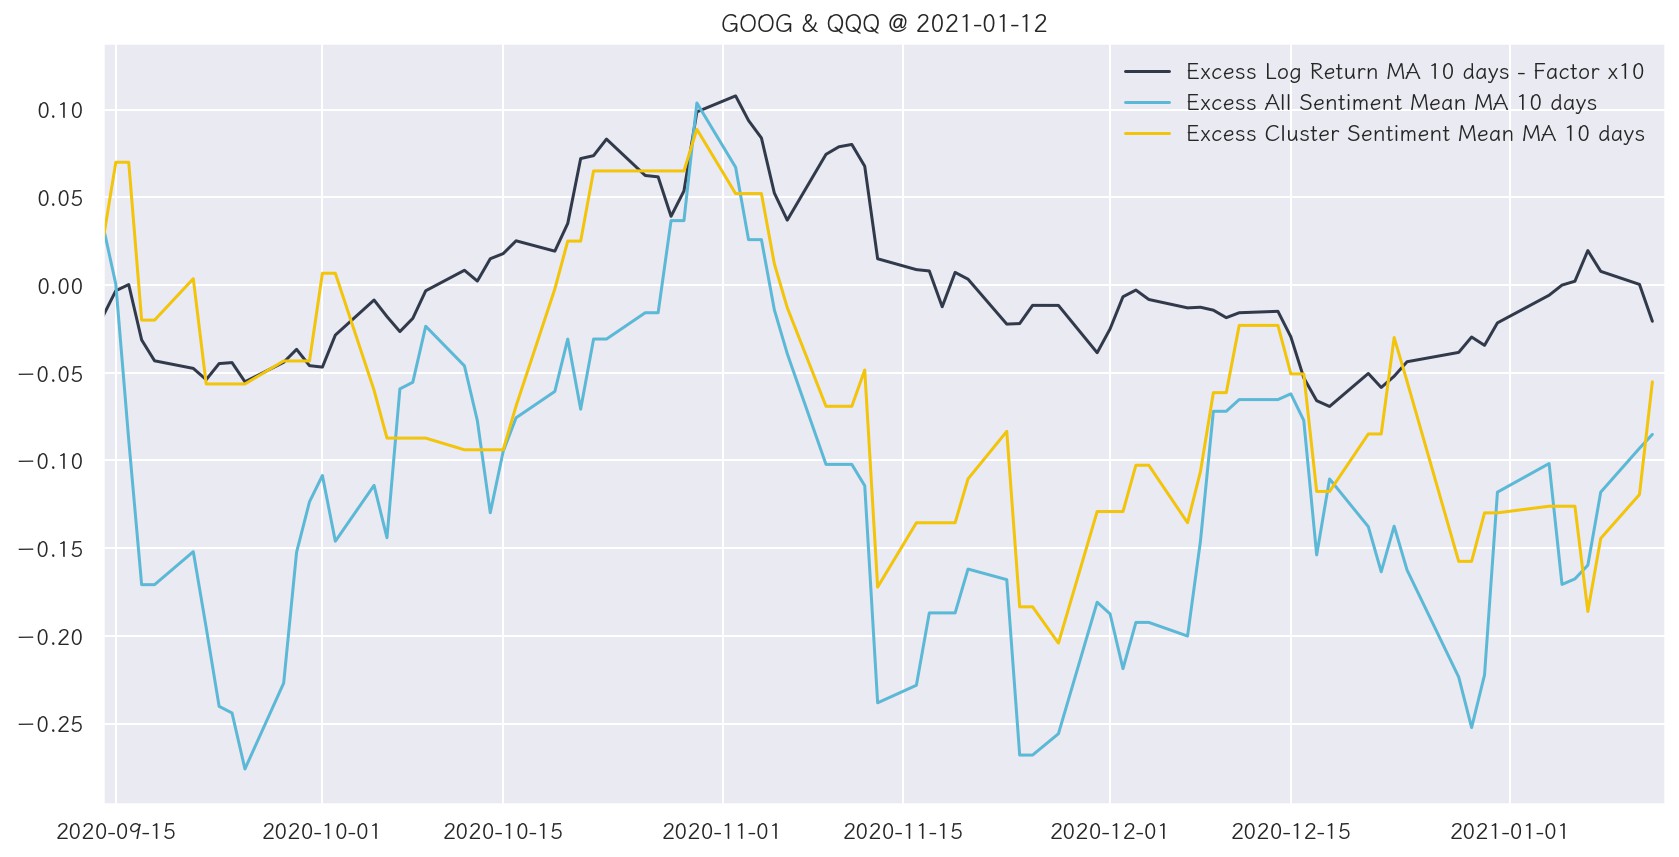 GOOG & QQQ @ 2021-01-12
Excess Log Return MA 10 days - Factor x10
Excess All Sentiment Mean MA 10 days
Excess Cluster Sentiment Mean MA 10 days
0.10
0.05
0.00
−0.05
−0.10
−0.15
−0.20
−0.25
2020-09-15 2020-10-01 2020-10-15 2020-11-01 2020-11-15 2020-12-01 2020-12-15 2021-01-01